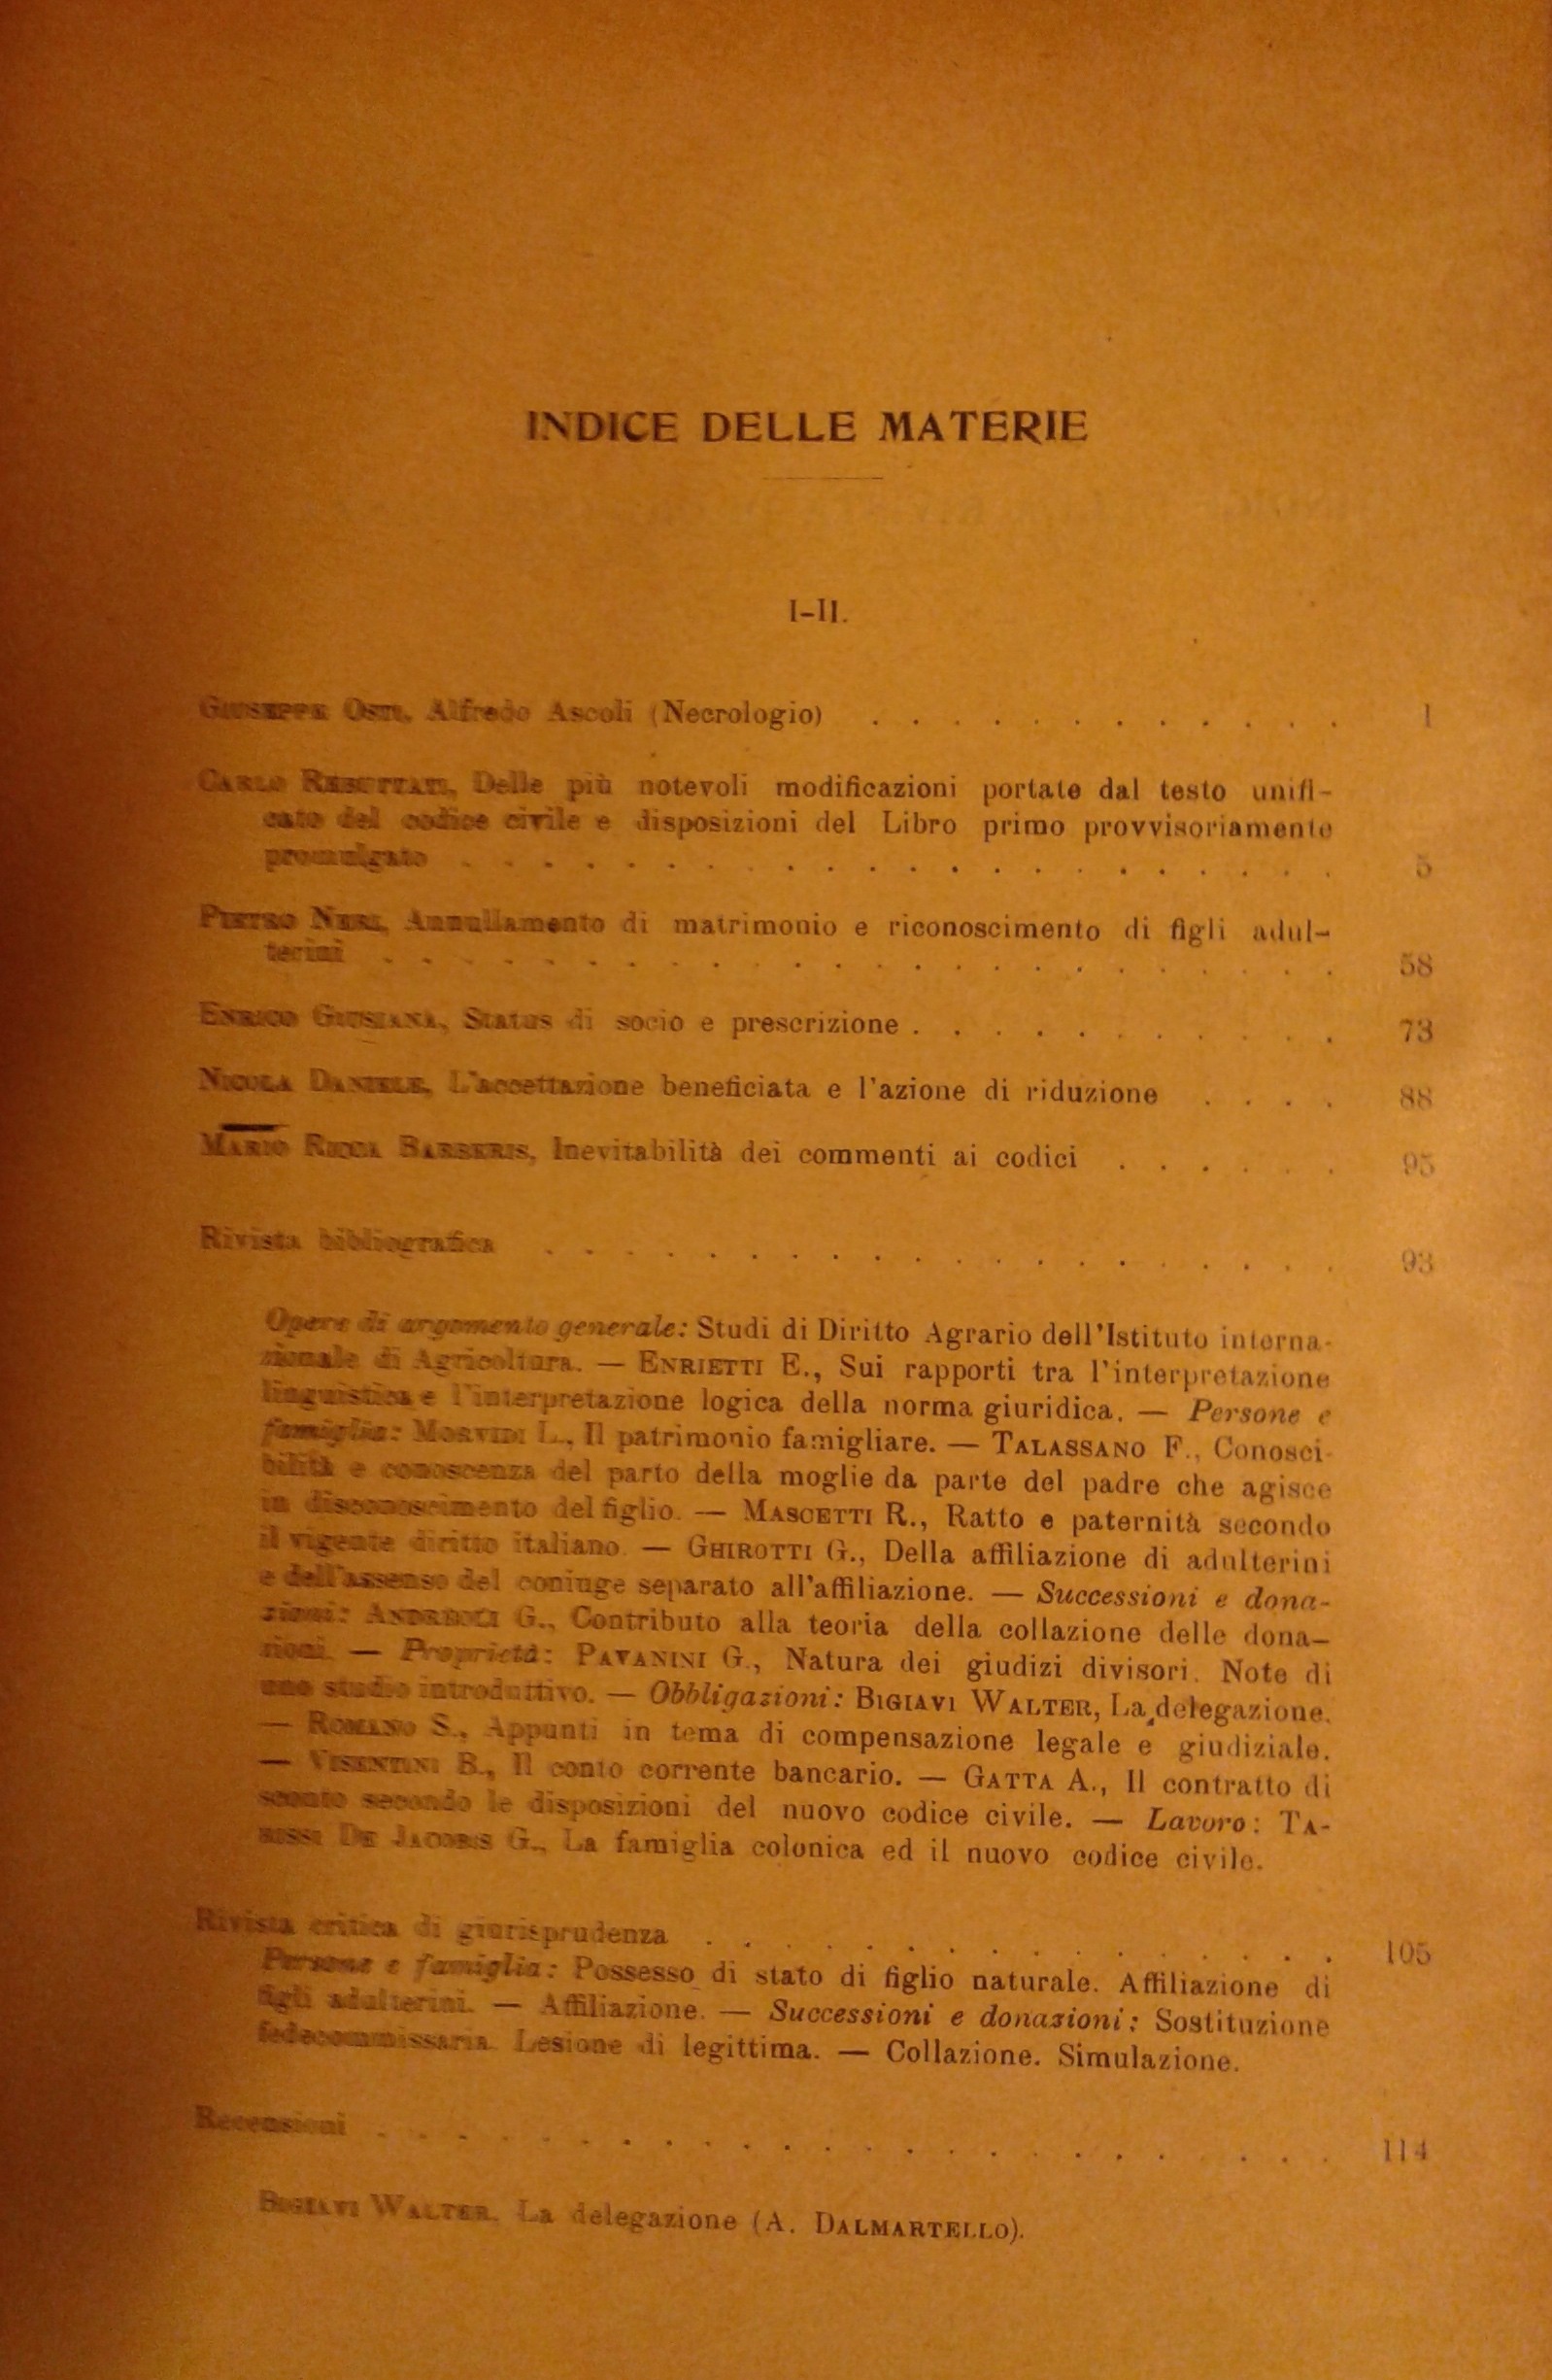 INDICE DELLE MATERIE
I-II.
GIUSEPPE OSTI, Alfredo Ascoli (Necrologio) . . . . . . . . . . . . 1
CARLO REBUTTATI, Delle più notevoli modificazioni portate dal testo unifi-
cato del codice civile e disposizioni del Libro primo provvisoriamente
promulgato . . . . . . . . . . . . . . . . . . . . . . 5
PIETRO NERI, Annullamento di matrimonio e riconoscimento di figli adul-
terini . . . . . . . . . . . . . . . . . . . . . . . . 58
ENRICO GIUSIANA, Status di socio e prescrizione . . . . . . . . . . . 73
NICOLA DANIELE, L'accettazione beneficiata e l'azione di riduzione . . . . 88
MARIO RICCA BARBERIS, Inevitabilità dei commenti ai codici . . . . . . 95
Rivista bibliografica . . . . . . . . . . . . . . . . . . . . 93
Opere di argomento generale: Studi di Diritto Agrario dell'Istituto interna-
zionale di Agricoltura. — ENRIETTI E., Sui rapporti tra l'interpretazione
linguistica e l'interpretazione logica della norma giuridica. — Persone e
famiglia: MORVIDI L., Il patrimonio famigliare. — TALASSANO F., Conosci-
bilità e conoscenza del parto della moglie da parte del padre che agisce
in disconoscimento del figlio. — MASCETTI R., Ratto e paternità secondo
il vigente diritto italiano. — GHIROTTI G., Della affiliazione di adulterini
e dell'assenso del coniuge separato all'affiliazione. — Successioni e dona-
zioni: ANDREOLI G., Contributo alla teoria della collazione delle dona-
zioni. — Proprietà: PAVANINI G., Natura dei giudizi divisori. Note di
uno studio introduttivo. — Obbligazioni: BIGIAVI WALTER, La delegazione.
— ROMANO S., Appunti in tema di compensazione legale e giudiziale.
— VISENTINI B., Il conto corrente bancario. — GATTA A., Il contratto di
sconto secondo le disposizioni del nuovo codice civile. — Lavoro: TA-
DE JACOBIS G., La famiglia colonica ed il nuovo codice civile.
Rivista critica di giurisprudenza . . . . . . . . . . . . . . . . 105
Persone e famiglia: Possesso di stato di figlio naturale. Affiliazione di
figli adulterini. — Affiliazione. — Successioni e donazioni: Sostituzione
fedecommissaria. Lesione di legittima. — Collazione. Simulazione.
Recensioni . . . . . . . . . . . . . . . . . . . . . . . . 114
BIGIAVI WALTER. La delegazione (A. DALMARTELLO).